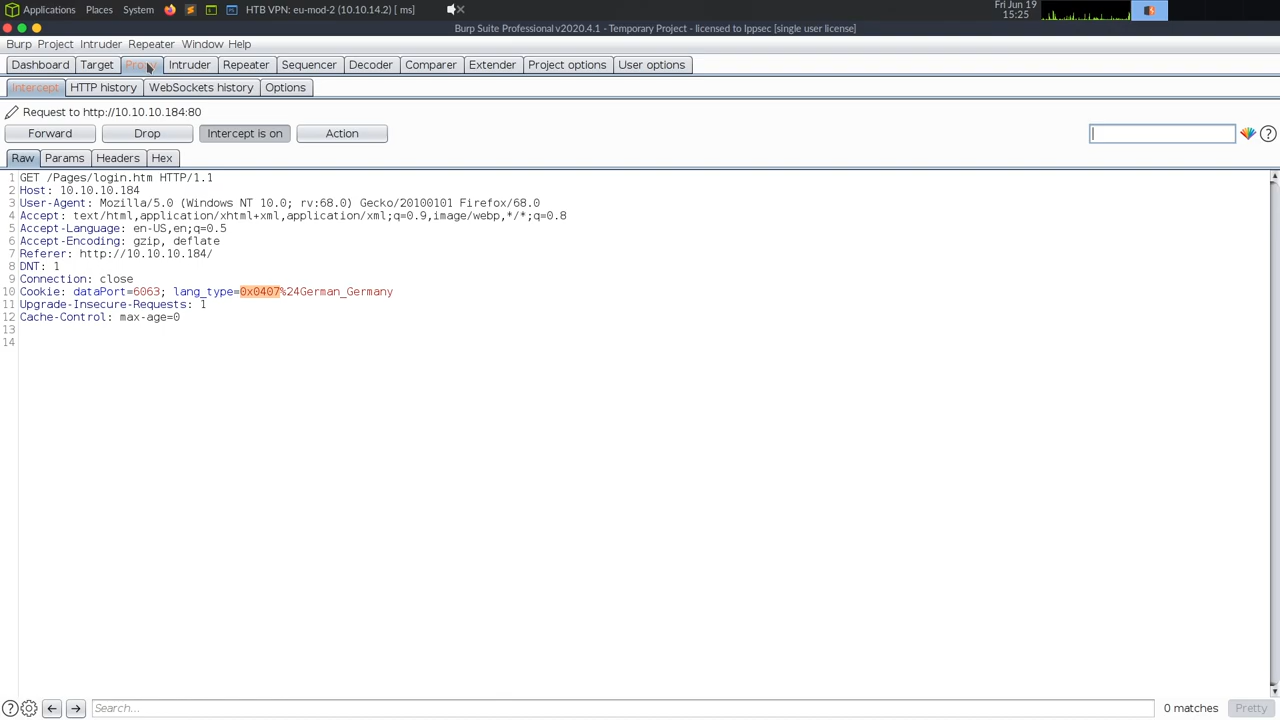 Applications Places System HTB VPN: eu-mod-2 (10.10.14.2) [ ms] Fri Jun 19
15:25
Burp Suite Professional v2020.4.1 - Temporary Project - licensed to Ippsec [single user license]
Burp Project Intruder Repeater Window Help
Dashboard Target Proxy Intruder Repeater Sequencer Decoder Comparer Extender Project options User options
Intercept HTTP history WebSockets history Options
Request to http://10.10.10.184:80
Forward Drop Intercept is on Action
Raw Params Headers Hex
1 GET /Pages/login.htm HTTP/1.1
2 Host: 10.10.10.184
3 User-Agent: Mozilla/5.0 (Windows NT 10.0; rv:68.0) Gecko/20100101 Firefox/68.0
4 Accept: text/html,application/xhtml+xml,application/xml;q=0.9,image/webp,*/*;q=0.8
5 Accept-Language: en-US,en;q=0.5
6 Accept-Encoding: gzip, deflate
7 Referer: http://10.10.10.184/
8 DNT: 1
9 Connection: close
10 Cookie: dataPort=6063; lang_type=0x0407%24German_Germany
11 Upgrade-Insecure-Requests: 1
12 Cache-Control: max-age=0
13
14
Search... 0 matches Pretty